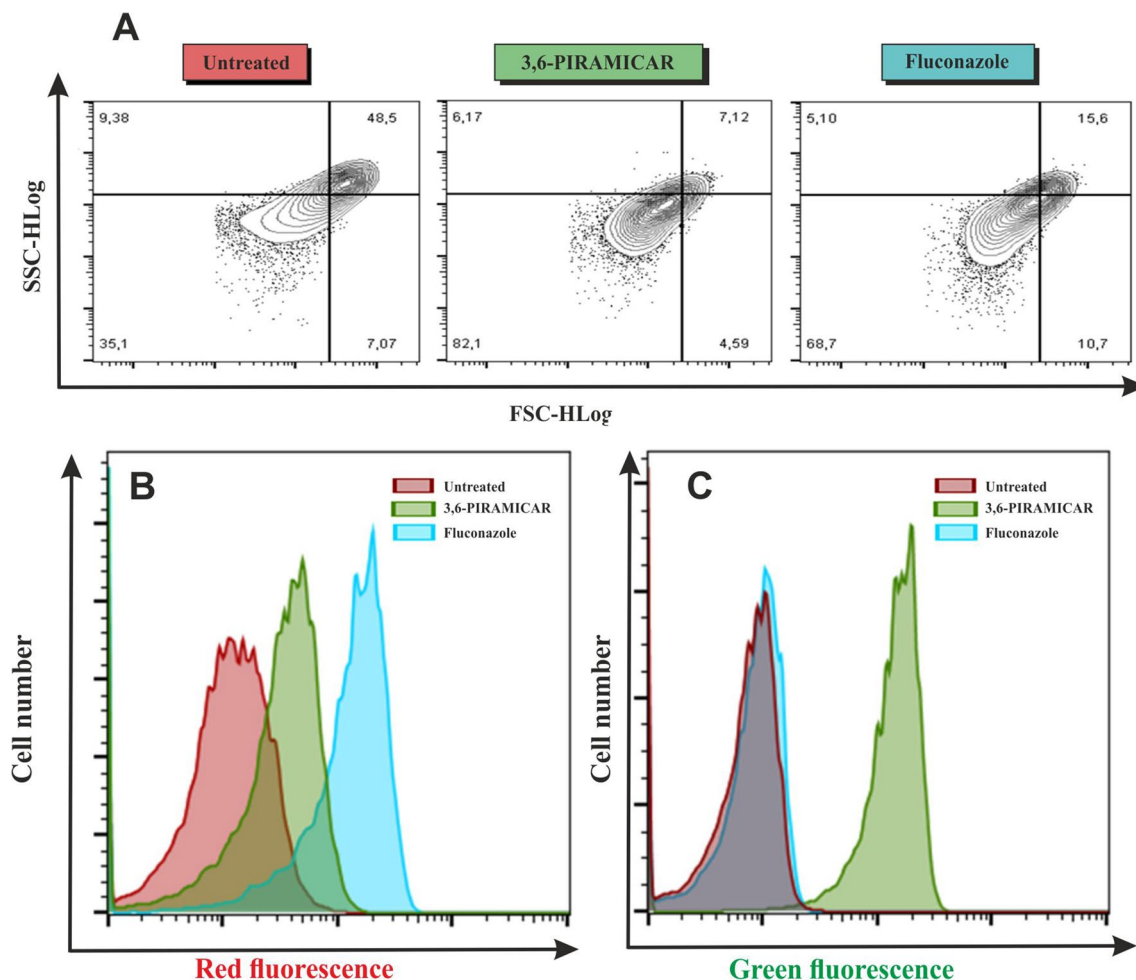 A
Untreated
3,6-PIRAMICAR
Fluconazole
9,38
48,5
6,17
7,12
5,10
15,6
SSC-HLog
35,1
7,07
82,1
4,59
68,7
10,7
FSC-HLog
B
Untreated
3,6-PIRAMICAR
Fluconazole
Cell number
Red fluorescence
C
Untreated
3,6-PIRAMICAR
Fluconazole
Cell number
Green fluorescence